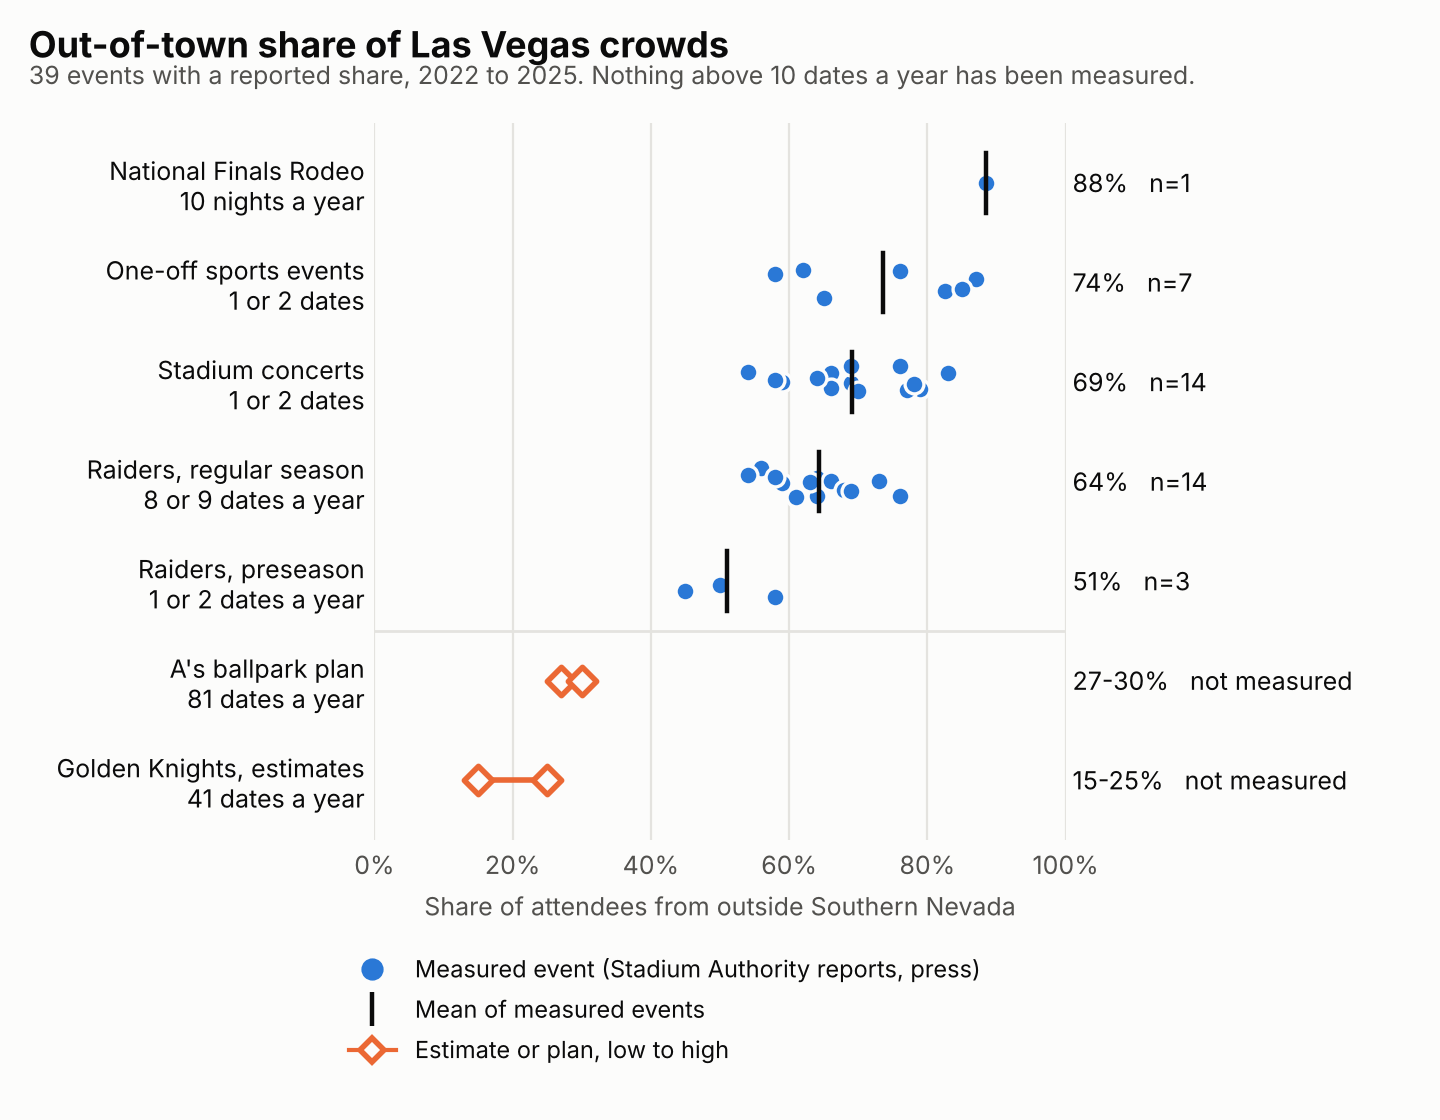 Out-of-town share of Las Vegas crowds
39 events with a reported share, 2022 to 2025. Nothing above 10 dates a year has been measured.
National Finals Rodeo
10 nights a year
88% n=1
One-off sports events
1 or 2 dates
74% n=7
Stadium concerts
1 or 2 dates
69% n=14
Raiders, regular season
8 or 9 dates a year
64% n=14
Raiders, preseason
1 or 2 dates a year
51% n=3
A's ballpark plan
81 dates a year
27-30% not measured
Golden Knights, estimates
41 dates a year
15-25% not measured
0% 20% 40% 60% 80% 100%
Share of attendees from outside Southern Nevada
Measured event (Stadium Authority reports, press)
Mean of measured events
Estimate or plan, low to high